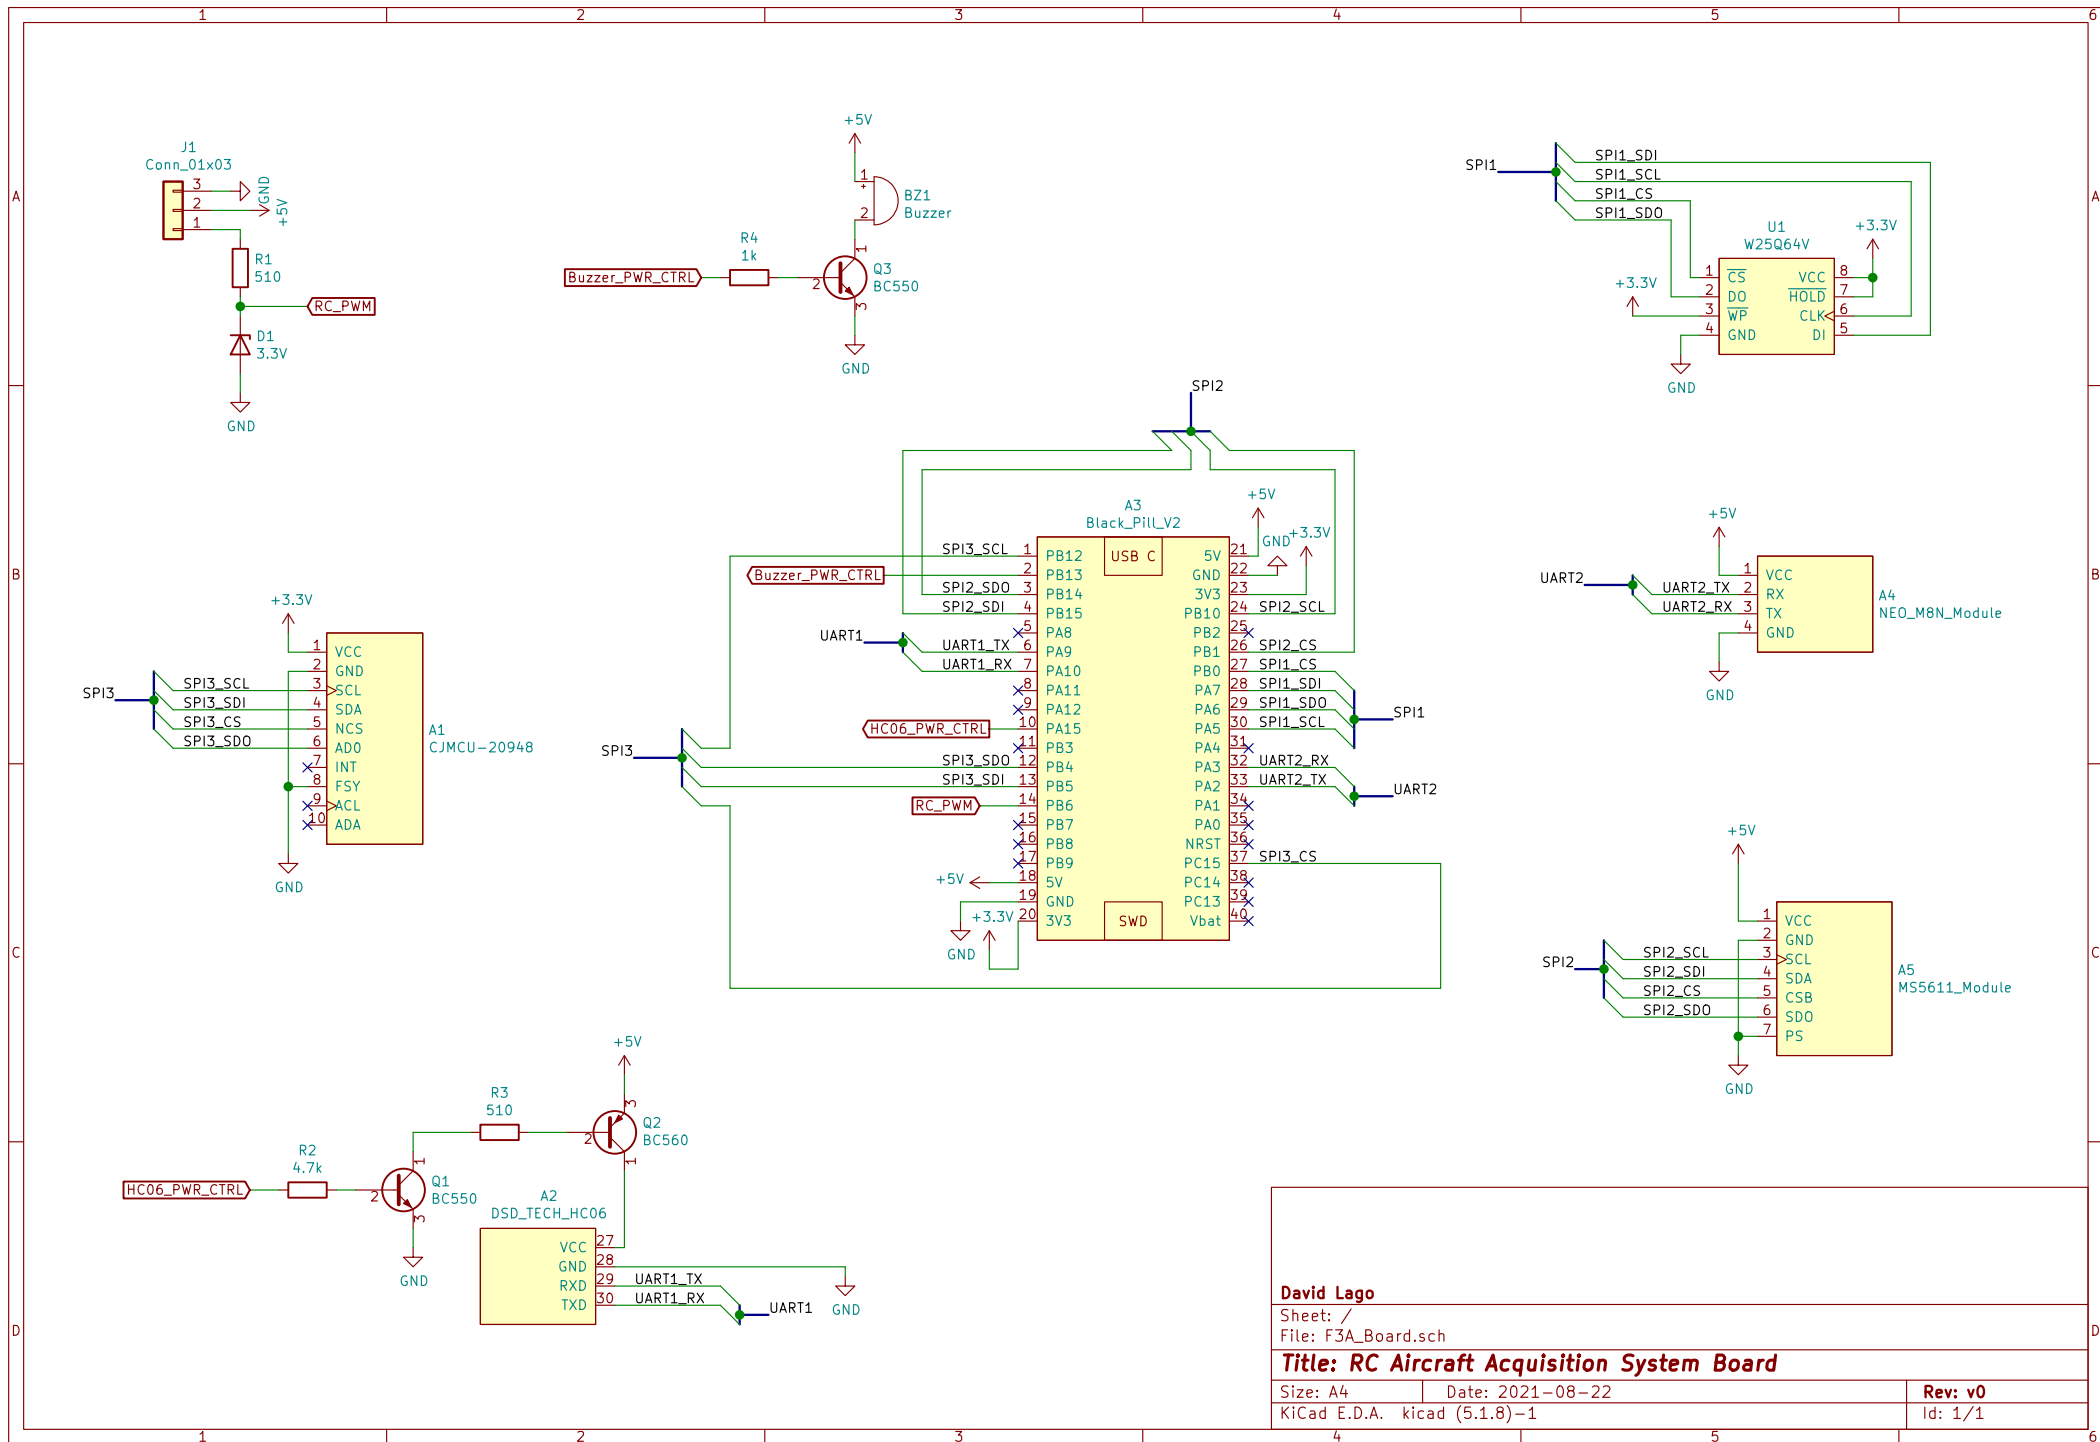 1 2 3 4 5 6
A A
B B
C C
D D
J1
Conn_01x03
3
2
1
GND
+5V
R1
510
RC_PWM
D1
3.3V
GND
+5V
1
+
2
BZ1
Buzzer
R4
1k
Buzzer_PWR_CTRL
2
1
3
Q3
BC550
GND
SPI1
SPI1_SDI
SPI1_SCL
SPI1_CS
SPI1_SDO
U1
W25Q64V
+3.3V
+3.3V
1 CS VCC 8
2 DO HOLD 7
3 WP CLK 6
4 GND DI 5
GND
SPI2
A3
Black_Pill_V2
+5V
GND
+3.3V
USB C
SPI3_SCL 1 PB12 5V 21
Buzzer_PWR_CTRL 2 PB13 GND 22
SPI2_SDO 3 PB14 3V3 23
SPI2_SDI 4 PB15 PB10 24 SPI2_SCL
5 PA8 PB2 25
UART1
UART1_TX 6 PA9 PB1 26 SPI2_CS
UART1_RX 7 PA10 PB0 27 SPI1_CS
8 PA11 PA7 28 SPI1_SDI
9 PA12 PA6 29 SPI1_SDO
SPI1
HC06_PWR_CTRL 10 PA15 PA5 30 SPI1_SCL
11 PB3 PA4 31
SPI3
SPI3_SDO 12 PB4 PA3 32 UART2_RX
SPI3_SDI 13 PB5 PA2 33 UART2_TX
UART2
RC_PWM 14 PB6 PA1 34
15 PB7 PA0 35
16 PB8 NRST 36
17 PB9 PC15 37 SPI3_CS
+5V 18 5V PC14 38
19 GND PC13 39
+3.3V 20 3V3 Vbat 40
SWD
GND
+5V
UART2
UART2_TX
UART2_RX
1 VCC
2 RX
3 TX
4 GND
A4
NEO_M8N_Module
GND
+3.3V
SPI3
SPI3_SCL
SPI3_SDI
SPI3_CS
SPI3_SDO
1 VCC
2 GND
3 SCL
4 SDA
5 NCS
6 AD0
7 INT
8 FSY
9 ACL
10 ADA
A1
CJMCU-20948
GND
+5V
SPI2
SPI2_SCL
SPI2_SDI
SPI2_CS
SPI2_SDO
1 VCC
2 GND
3 SCL
4 SDA
5 CSB
6 SDO
7 PS
A5
MS5611_Module
GND
+5V
R3
510
3
2
1
Q2
BC560
R2
4.7k
HC06_PWR_CTRL
2
1
3
Q1
BC550
GND
A2
DSD_TECH_HC06
VCC 27
GND 28
RXD 29 UART1_TX
TXD 30 UART1_RX
UART1
GND
David Lago
Sheet: /
File: F3A_Board.sch
Title: RC Aircraft Acquisition System Board
Size: A4 Date: 2021-08-22 Rev: v0
KiCad E.D.A. kicad (5.1.8)-1 Id: 1/1
1 2 3 4 5 6